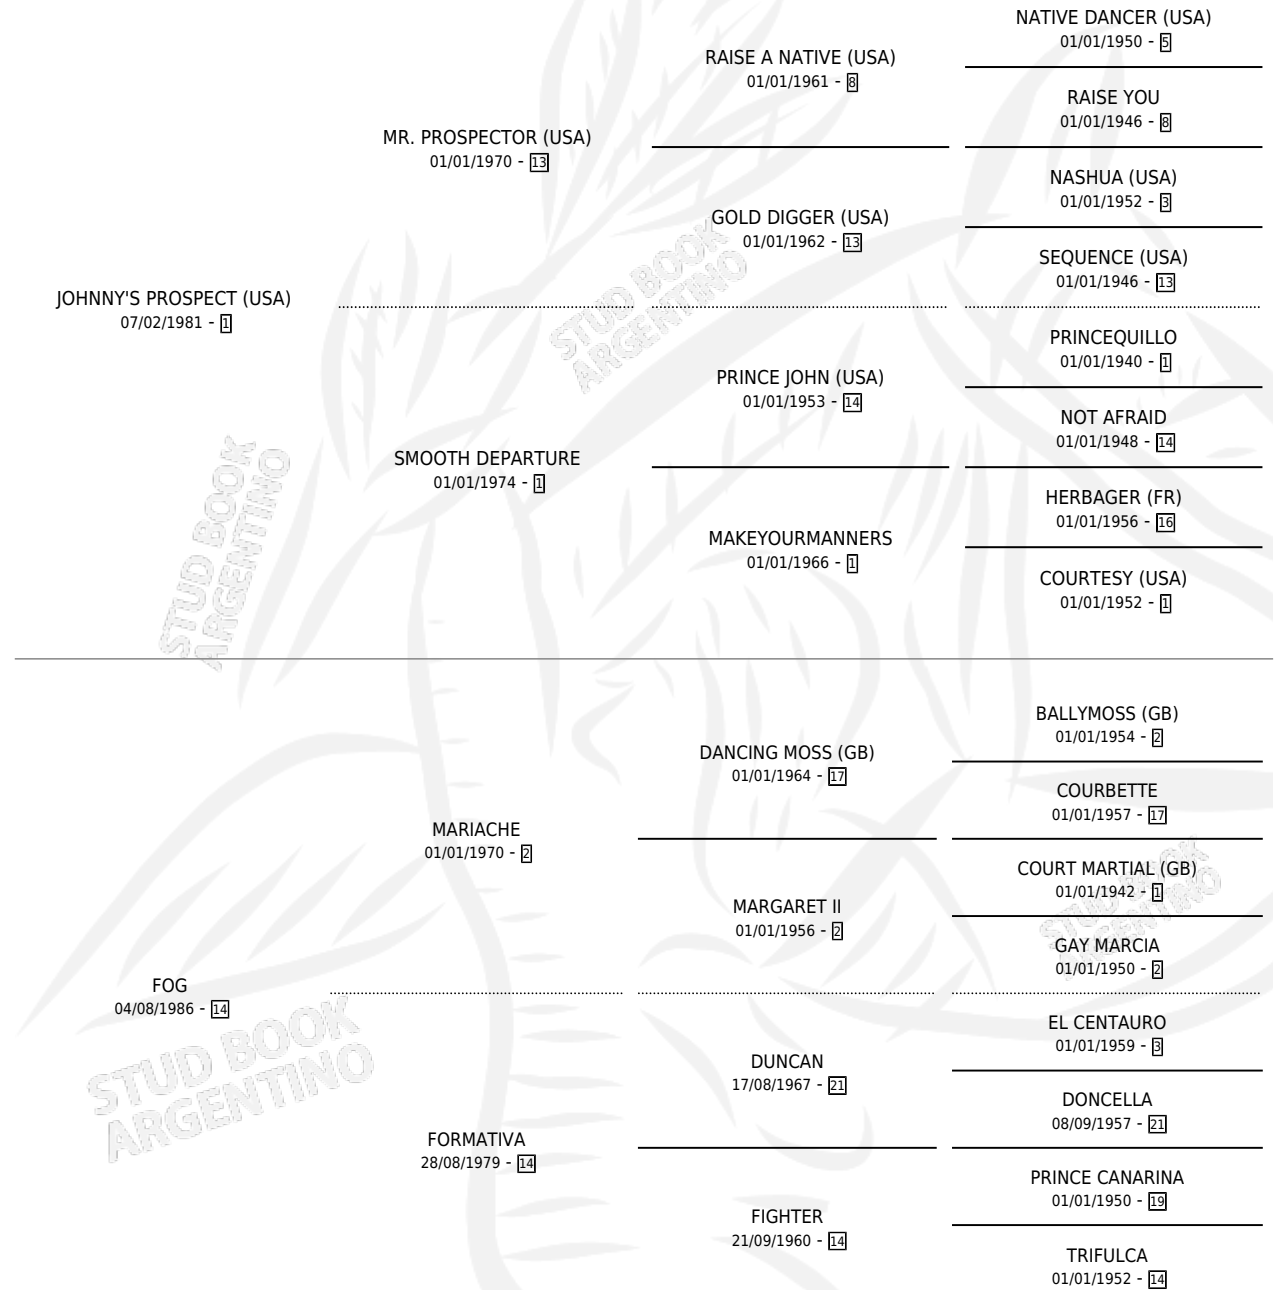 NATIVE DANCER (USA)
01/01/1950 - 5
RAISE A NATIVE (USA)
01/01/1961 - 8
RAISE YOU
01/01/1946 - 8
MR. PROSPECTOR (USA)
01/01/1970 - 13
NASHUA (USA)
01/01/1952 - 3
GOLD DIGGER (USA)
01/01/1962 - 13
SEQUENCE (USA)
01/01/1946 - 13
JOHNNY'S PROSPECT (USA)
07/02/1981 - 1
PRINCEQUILLO
01/01/1940 - 1
PRINCE JOHN (USA)
01/01/1953 - 14
NOT AFRAID
01/01/1948 - 14
SMOOTH DEPARTURE
01/01/1974 - 1
HERBAGER (FR)
01/01/1956 - 16
MAKEYOURMANNERS
01/01/1966 - 1
COURTESY (USA)
01/01/1952 - 1
BALLYMOSS (GB)
01/01/1954 - 2
DANCING MOSS (GB)
01/01/1964 - 17
COURBETTE
01/01/1957 - 17
MARIACHE
01/01/1970 - 2
COURT MARTIAL (GB)
01/01/1942 - 1
MARGARET II
01/01/1956 - 2
GAY MARCIA
01/01/1950 - 2
FOG
04/08/1986 - 14
EL CENTAURO
01/01/1959 - 3
DUNCAN
17/08/1967 - 21
DONCELLA
08/09/1957 - 21
FORMATIVA
28/08/1979 - 14
PRINCE CANARINA
01/01/1950 - 19
FIGHTER
21/09/1960 - 14
TRIFULCA
01/01/1952 - 14
STUD BOOK
ARGENTINO
STUD BOOK
ARGENTINO
STUD BOOK
ARGENTINO
STUD BOOK
ARGENTINO